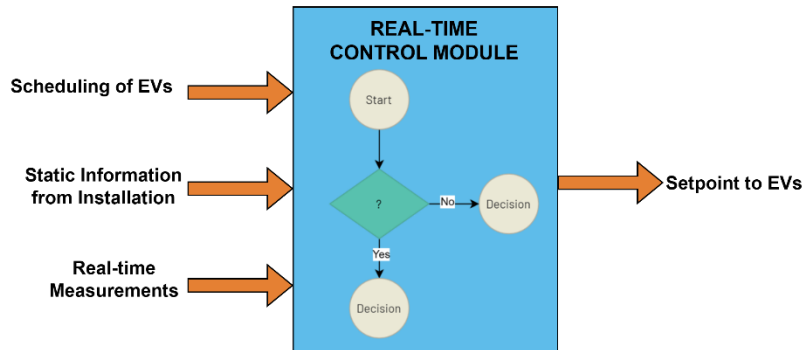 REAL-TIME
CONTROL MODULE
Scheduling of EVs
Start
Static Information
from Installation
?
No
Decision
Setpoint to EVs
Yes
Real-time
Measurements
Decision